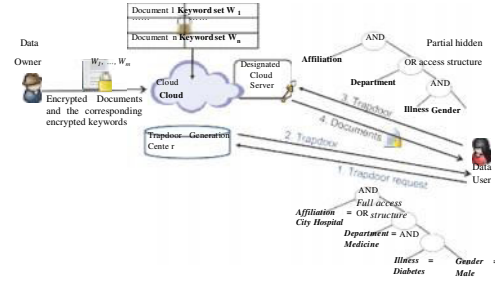 Document 1 Keyword set W 1
......
......
Document n Keyword set Wn
Data
Owner
W1, ..., Wm
Encrypted Documents
and the corresponding
encrypted keywords
Cloud
Cloud
Designated
Cloud
Server
AND
Affiliation
OR access structure
Partial hidden
Department
AND
Illness Gender
3. Trapdoor
4. Documents
Trapdoor Generation
Cente r
2. Trapdoor
1. Trapdoor request
Data
User
AND
Full access
Affiliation = OR structure
City Hospital
Department = AND
Medicine
Illness = Gender =
Diabetes Male